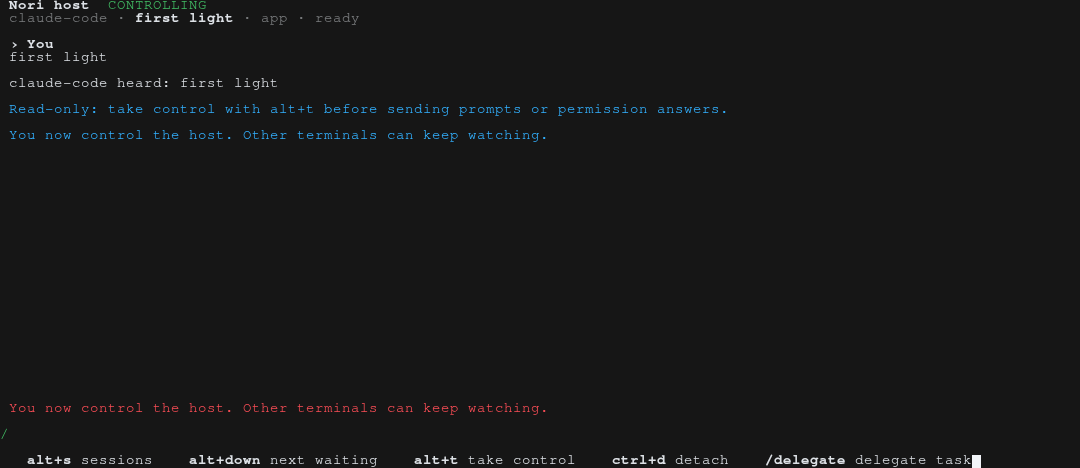 Nori host  CONTROLLING
claude-code · first light · app · ready
› You
first light
claude-code heard: first light
Read-only: take control with alt+t before sending prompts or permission answers.
You now control the host. Other terminals can keep watching.
You now control the host. Other terminals can keep watching.
/
alt+s sessions    alt+down next waiting    alt+t take control    ctrl+d detach    /delegate delegate task